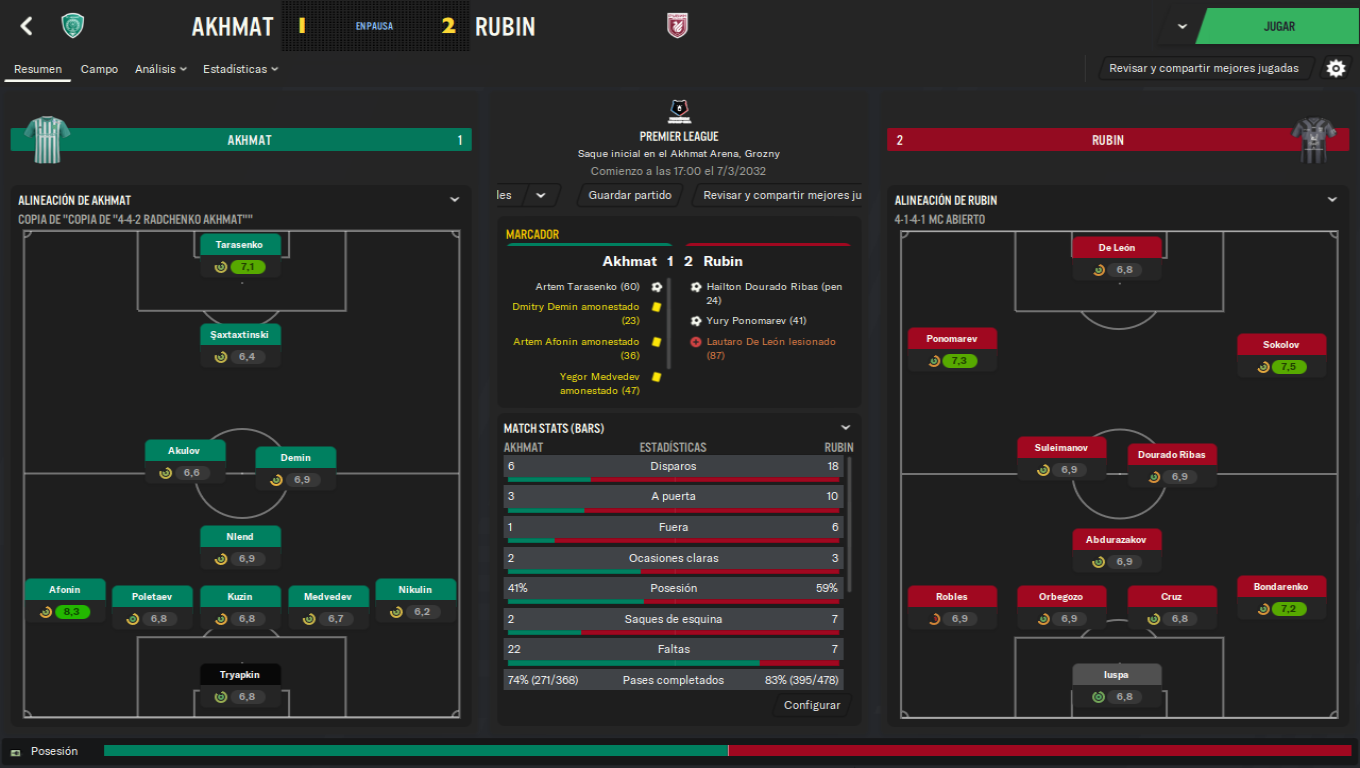 AKHMAT 1 EN PAUSA 2 RUBIN
JUGAR
Resumen Campo Análisis Estadísticas
Revisar y compartir mejores jugadas
AKHMAT 1
PREMIER LEAGUE
Saque inicial en el Akhmat Arena, Grozny
Comienzo a las 17:00 el 7/3/2032
les Guardar partido Revisar y compartir mejores ju
2 RUBIN
ALINEACIÓN DE AKHMAT
COPIA DE "COPIA DE "4-4-2 RADCHENKO AKHMAT""
Tarasenko
7,1
Şaxtaxtinski
6,4
Akulov
6,6
Demin
6,9
Nlend
6,9
Afonin
8,3
Poletaev
6,8
Kuzin
6,8
Medvedev
6,7
Nikulin
6,2
Tryapkin
6,8
MARCADOR
Akhmat 1 2 Rubin
Artem Tarasenko (60)
Dmitry Demin amonestado
(23)
Artem Afonin amonestado
(36)
Yegor Medvedev
amonestado (47)
Hailton Dourado Ribas (pen
24)
Yury Ponomarev (41)
Lautaro De León lesionado
(87)
MATCH STATS (BARS)
AKHMAT ESTADÍSTICAS RUBIN
6 Disparos 18
3 A puerta 10
1 Fuera 6
2 Ocasiones claras 3
41% Posesión 59%
2 Saques de esquina 7
22 Faltas 7
74% (271/368) Pases completados 83% (395/478)
Configurar
ALINEACIÓN DE RUBIN
4-1-4-1 MC ABIERTO
De León
6,8
Ponomarev
7,3
Sokolov
7,5
Suleimanov
6,9
Dourado Ribas
6,9
Abdurazakov
6,9
Robles
6,9
Orbegozo
6,9
Cruz
6,8
Bondarenko
7,2
Iuspa
6,8
Posesión